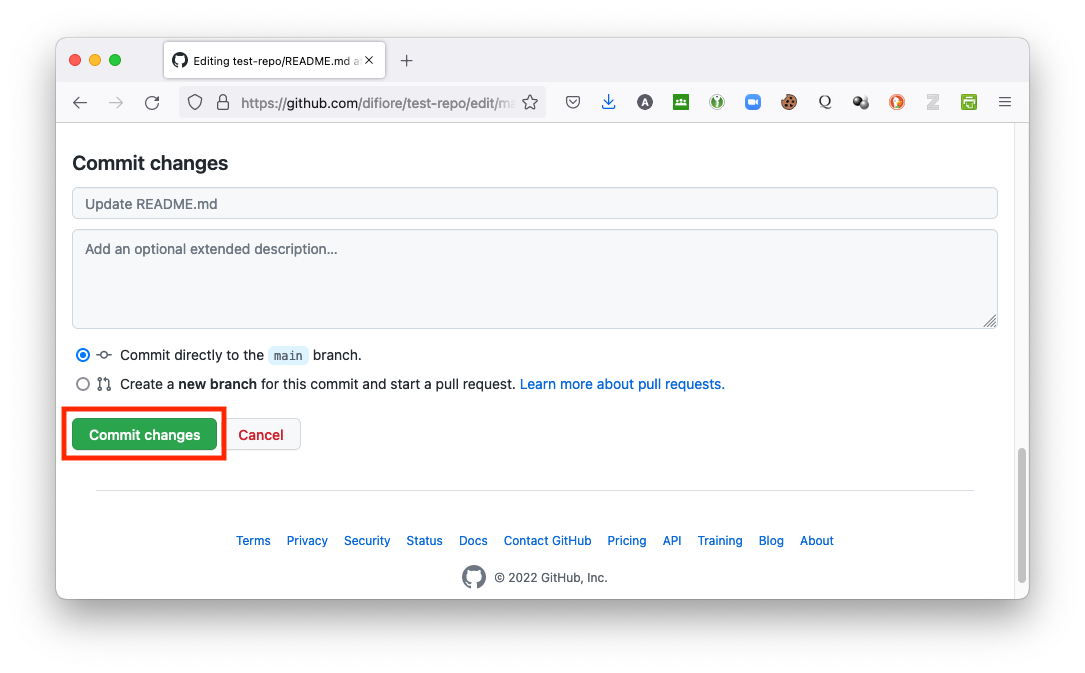 Editing test-repo/README.md a
https://github.com/difiore/test-repo/edit/ma
Commit changes
Update README.md
Add an optional extended description...
Commit directly to the main branch.
Create a new branch for this commit and start a pull request. Learn more about pull requests.
Commit changes Cancel
Terms Privacy Security Status Docs Contact GitHub Pricing API Training Blog About
© 2022 GitHub, Inc.